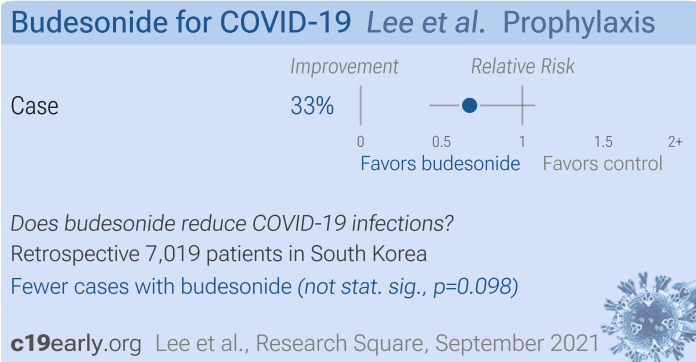 Budesonide for COVID-19 Lee et al. Prophylaxis
Improvement Relative Risk
Case 33%
0 0.5 1 1.5 2+
Favors budesonide Favors control
Does budesonide reduce COVID-19 infections?
Retrospective 7,019 patients in South Korea
Fewer cases with budesonide (not stat. sig., p=0.098)
c19early.org Lee et al., Research Square, September 2021